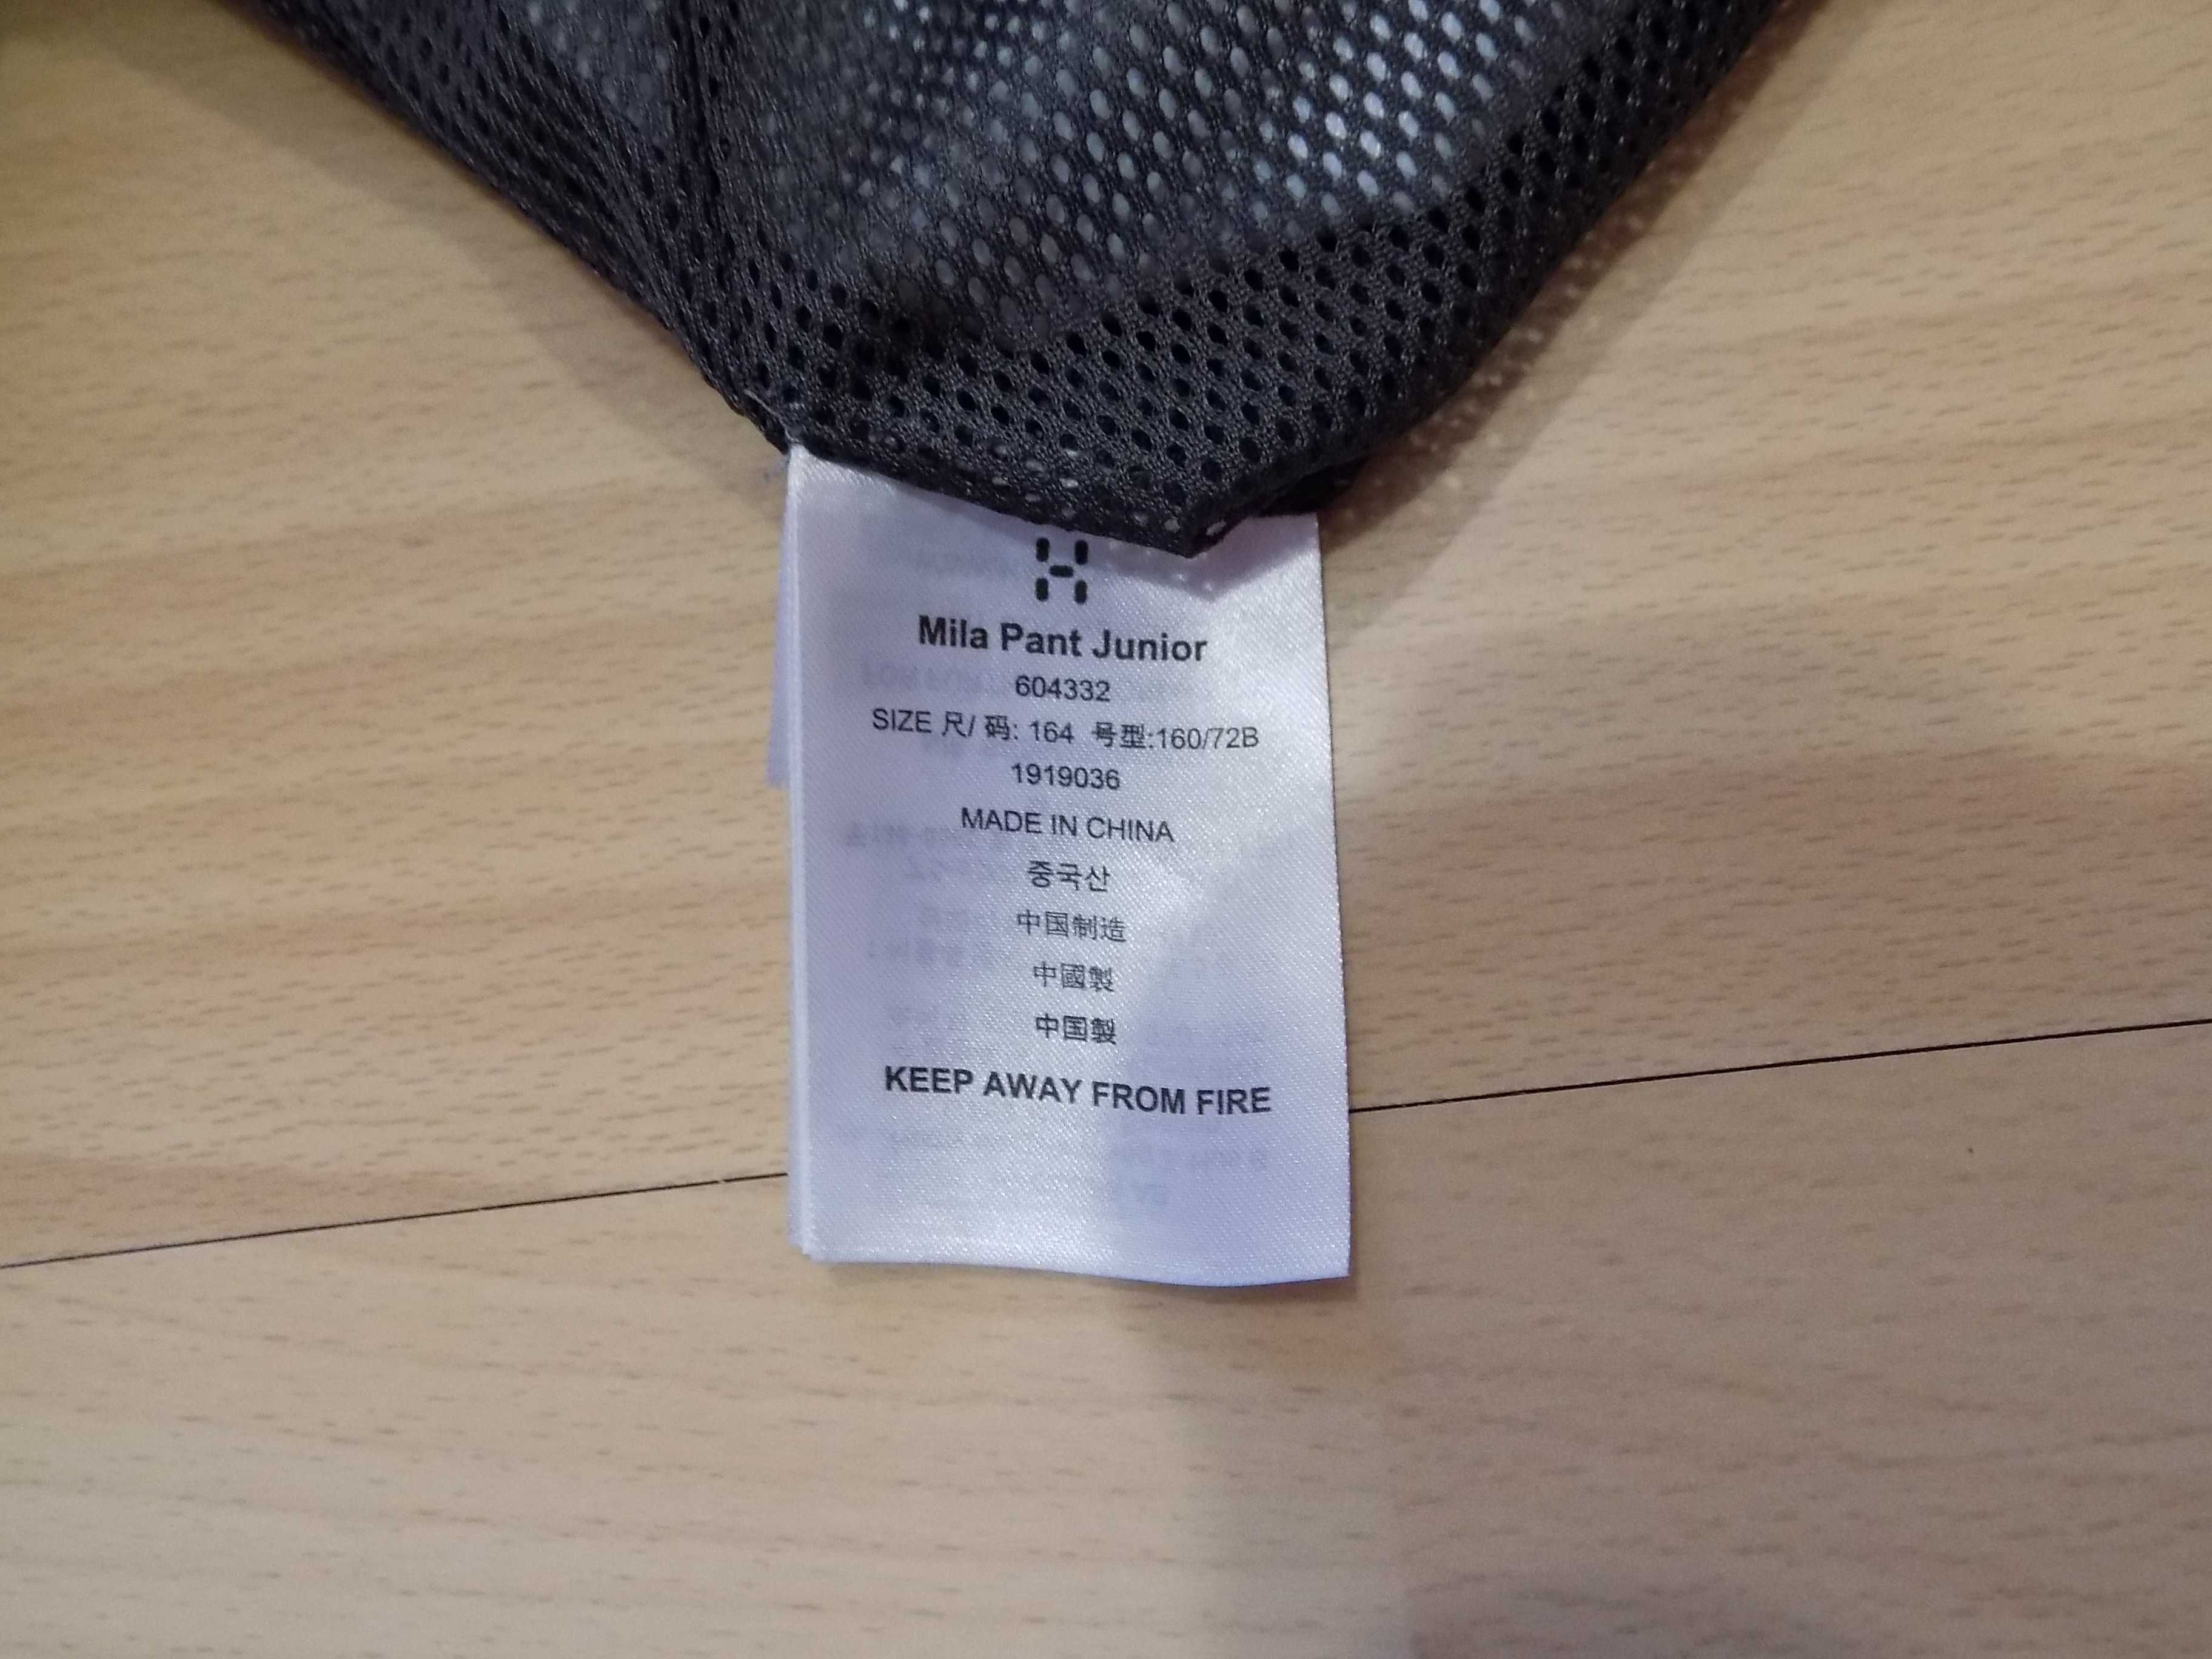 Mila Pant Junior
604332
SIZE 尺/ 码: 164 号型:160/72B
1919036
MADE IN CHINA
중국산
中国制造
中國製
中国製
KEEP AWAY FROM FIRE